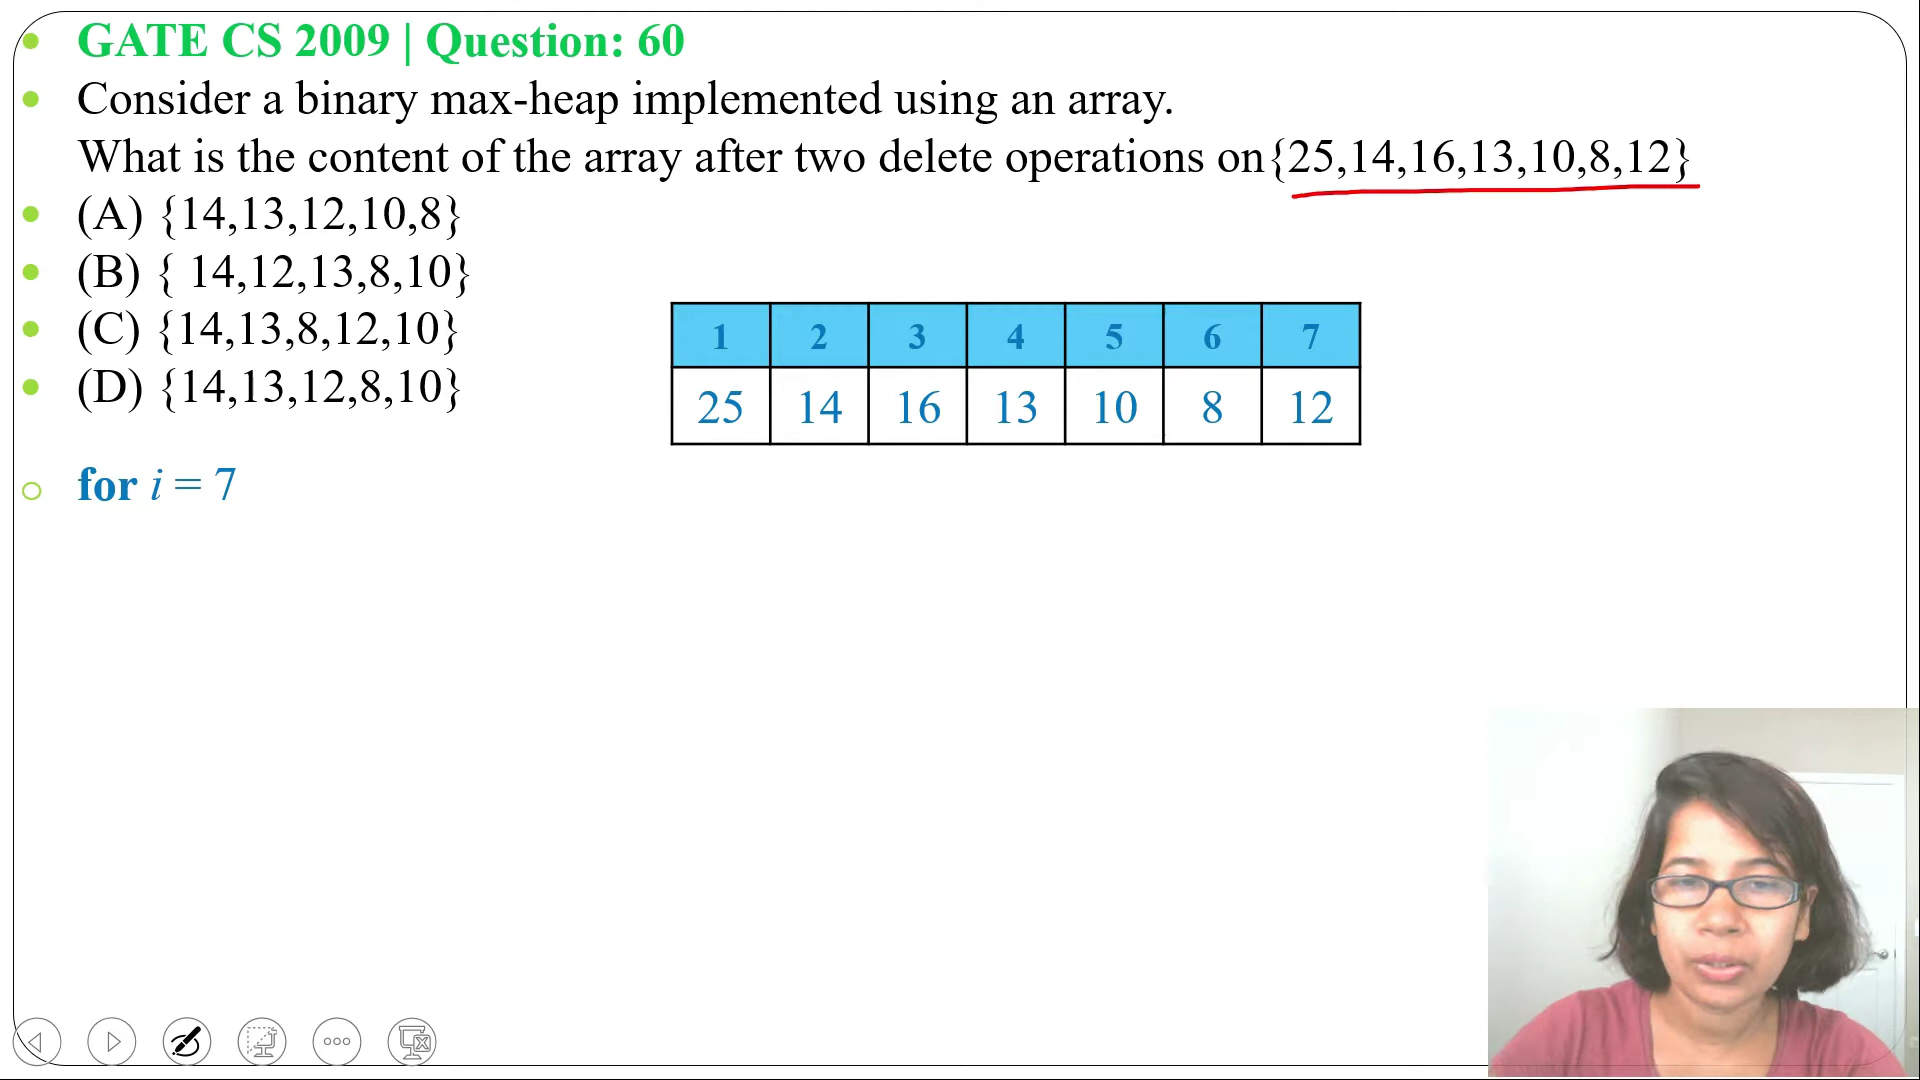 GATE CS 2009 | Question: 60
Consider a binary max-heap implemented using an array.
What is the content of the array after two delete operations on{25,14,16,13,10,8,12}
(A) {14,13,12,10,8}
(B) { 14,12,13,8,10}
(C) {14,13,8,12,10}
(D) {14,13,12,8,10}
1 2 3 4 5 6 7
25 14 16 13 10 8 12
for i = 7